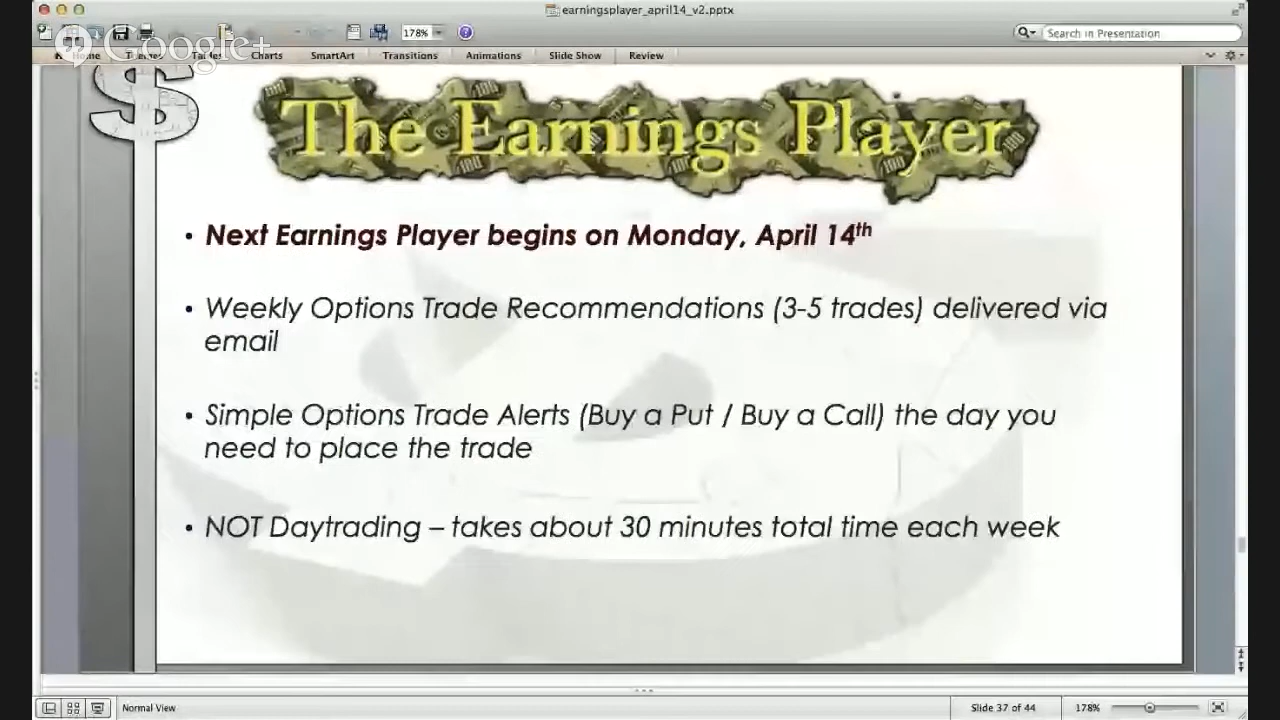 earningsplayer_april14_v2.pptx
178%
Search in Presentation
Google+
Home Themes Tables Charts SmartArt Transitions Animations Slide Show Review
$
The Earnings Player
• Next Earnings Player begins on Monday, April 14th
• Weekly Options Trade Recommendations (3-5 trades) delivered via
email
• Simple Options Trade Alerts (Buy a Put / Buy a Call) the day you
need to place the trade
• NOT Daytrading – takes about 30 minutes total time each week
Normal View
Slide 37 of 44
178%